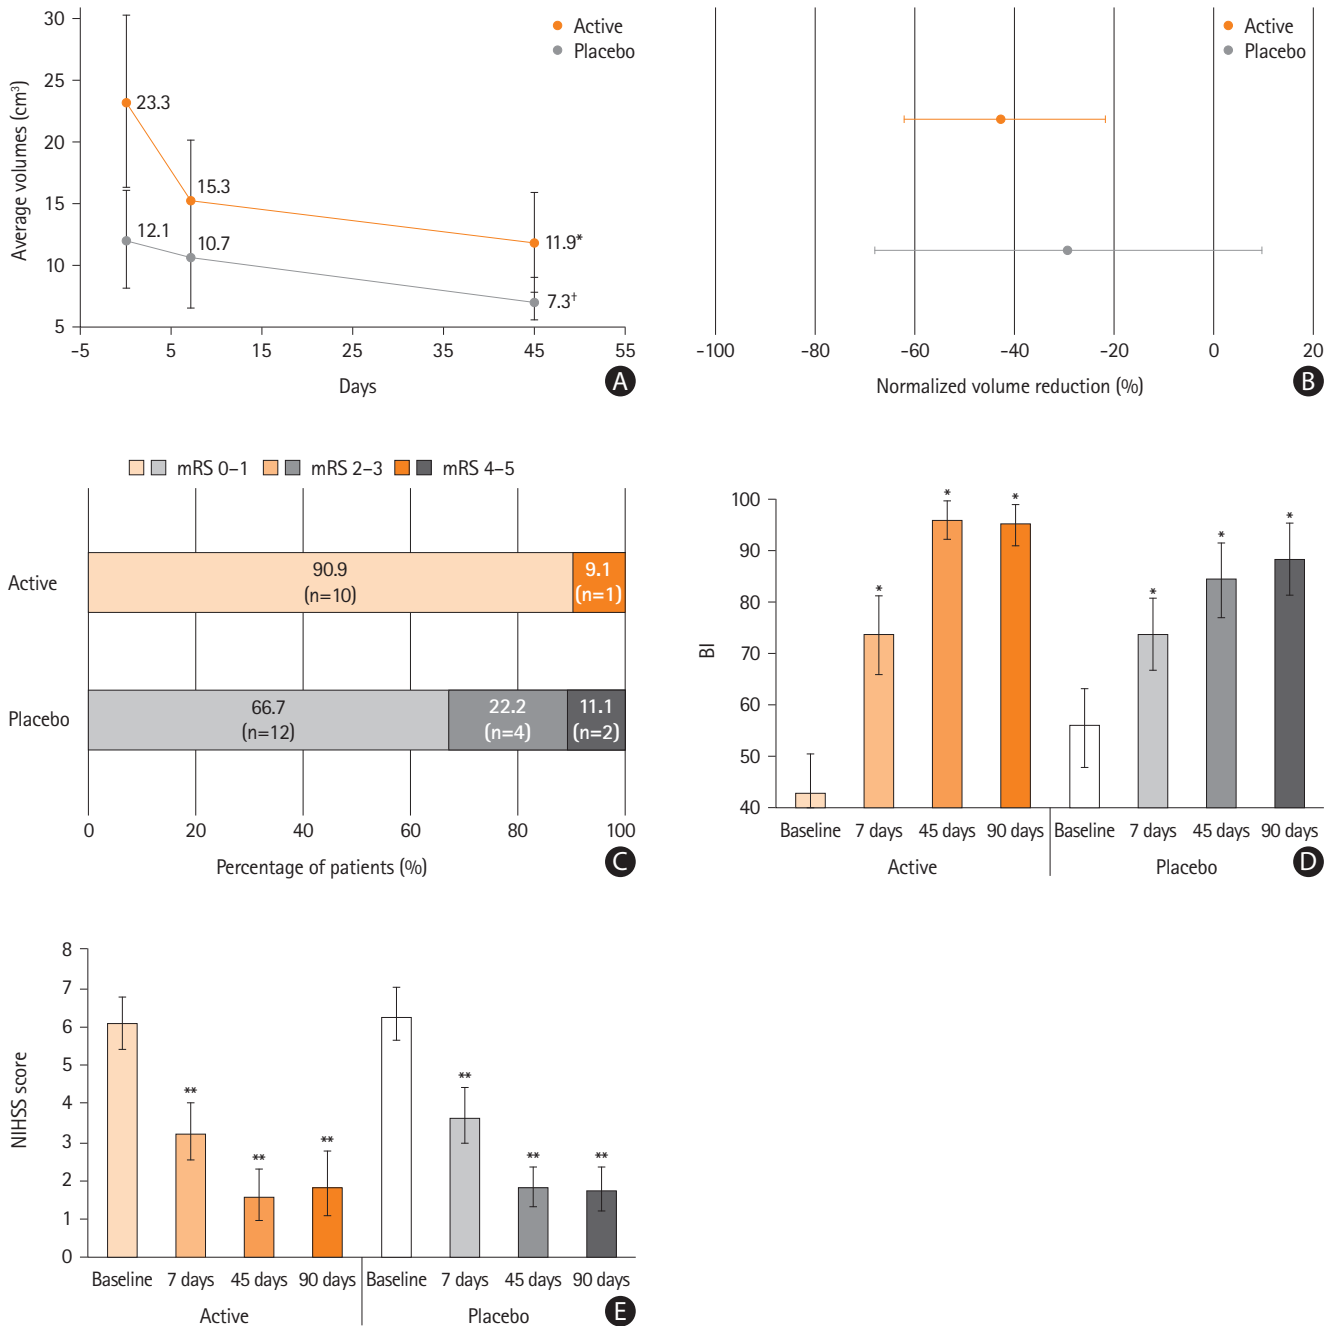 30
25
20
15
10
5
Average volumes (cm³)
Active
Placebo
23.3
15.3
11.9*
12.1
10.7
7.3†
-5 5 15 25 35 45 55
Days
A
Active
Placebo
-100 -80 -60 -40 -20 0 20
Normalized volume reduction (%)
B
mRS 0–1 mRS 2–3 mRS 4–5
Active
90.9
(n=10)
9.1
(n=1)
Placebo
66.7
(n=12)
22.2
(n=4)
11.1
(n=2)
0 20 40 60 80 100
Percentage of patients (%)
C
100
90
80
70
60
50
40
BI
* * * * * *
Baseline 7 days 45 days 90 days Baseline 7 days 45 days 90 days
Active Placebo
D
8
7
6
5
4
3
2
1
0
NIHSS score
** ** ** ** ** **
Baseline 7 days 45 days 90 days Baseline 7 days 45 days 90 days
Active Placebo
E